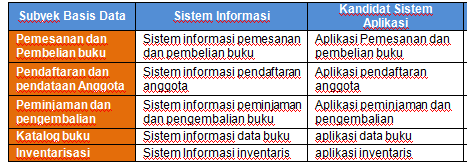 Subyek Basis Data Sistem Informasi Kandidat Sistem Aplikasi
Pemesanan dan Pembelian buku Sistem informasi pemesanan dan pembelian buku Aplikasi Pemesanan dan pembelian buku
Pendaftaran dan pendataan Anggota Sistem informasi pendaftaran anggota Aplikasi pendaftaran anggota
Peminjaman dan pengembalian Sistem informasi peminjaman dan pengembalian buku Aplikasi peminjaman dan pengembalian
Katalog buku Sistem informasi data buku aplikasi data buku
Inventarisasi Sistem Informasi inventaris aplikasi inventaris